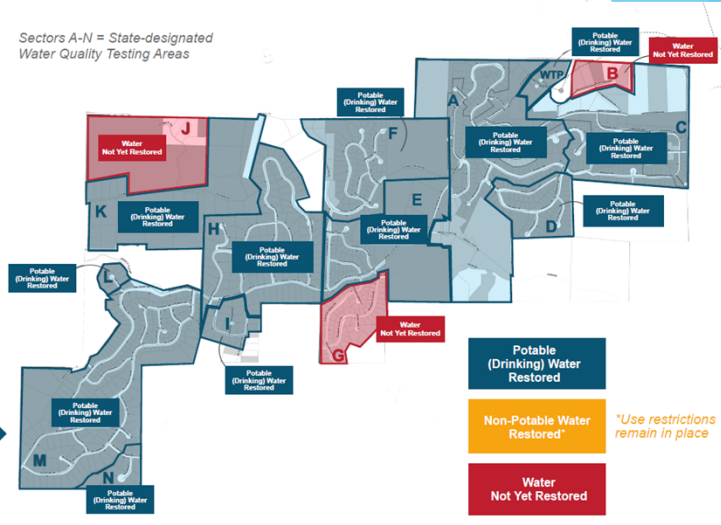 Sectors A-N = State-designated
Water Quality Testing Areas
Potable
(Drinking) Water
Restored
Water
Not Yet Restored
WTP
B
A
Potable
(Drinking) Water
Restored
C
Potable
(Drinking) Water
Restored
Potable
(Drinking) Water
Restored
F
J
Water
Not Yet Restored
E
K
Potable
(Drinking) Water
Restored
H
Potable
(Drinking) Water
Restored
Potable
(Drinking) Water
Restored
D
Potable
(Drinking) Water
Restored
L
Potable
(Drinking) Water
Restored
I
Potable
(Drinking) Water
Restored
G
Water
Not Yet Restored
Potable
(Drinking) Water
Restored
M
N
Potable
(Drinking) Water
Restored
Potable
(Drinking) Water
Restored
Non-Potable Water
Restored*
*Use restrictions
remain in place
Water
Not Yet Restored